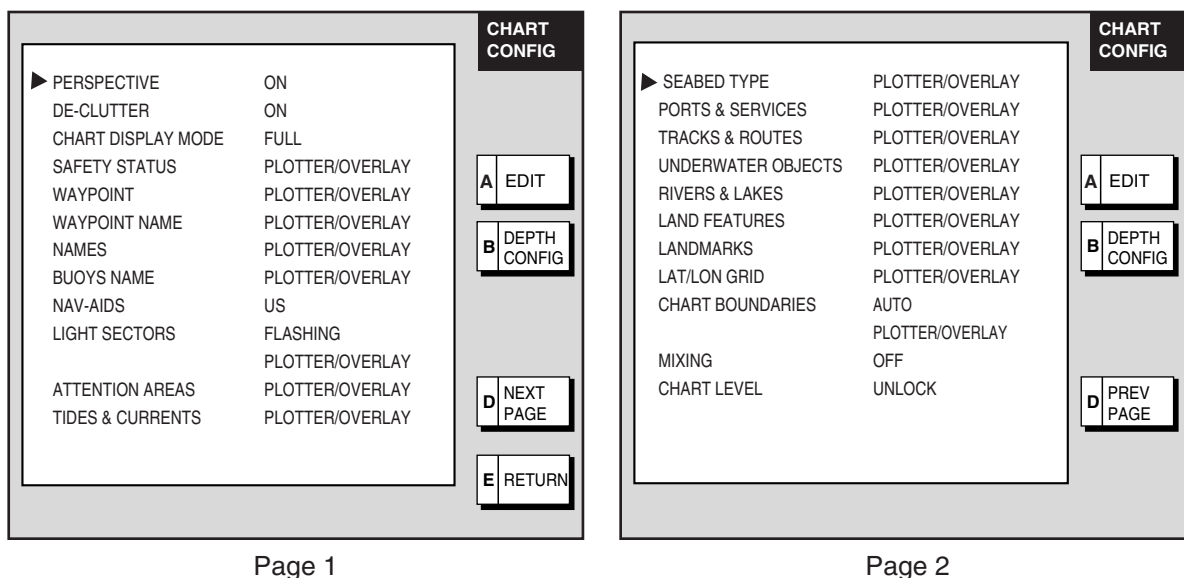 CHART
CONFIG
PERSPECTIVE ON
DE-CLUTTER ON
CHART DISPLAY MODE FULL
SAFETY STATUS PLOTTER/OVERLAY
WAYPOINT PLOTTER/OVERLAY
WAYPOINT NAME PLOTTER/OVERLAY
NAMES PLOTTER/OVERLAY
BUOYS NAME PLOTTER/OVERLAY
NAV-AIDS US
LIGHT SECTORS FLASHING
PLOTTER/OVERLAY
ATTENTION AREAS PLOTTER/OVERLAY
TIDES & CURRENTS PLOTTER/OVERLAY
A EDIT
B DEPTH
CONFIG
D NEXT
PAGE
E RETURN
Page 1
CHART
CONFIG
SEABED TYPE PLOTTER/OVERLAY
PORTS & SERVICES PLOTTER/OVERLAY
TRACKS & ROUTES PLOTTER/OVERLAY
UNDERWATER OBJECTS PLOTTER/OVERLAY
RIVERS & LAKES PLOTTER/OVERLAY
LAND FEATURES PLOTTER/OVERLAY
LANDMARKS PLOTTER/OVERLAY
LAT/LON GRID PLOTTER/OVERLAY
CHART BOUNDARIES AUTO
PLOTTER/OVERLAY
MIXING OFF
CHART LEVEL UNLOCK
A EDIT
B DEPTH
CONFIG
D PREV
PAGE
Page 2